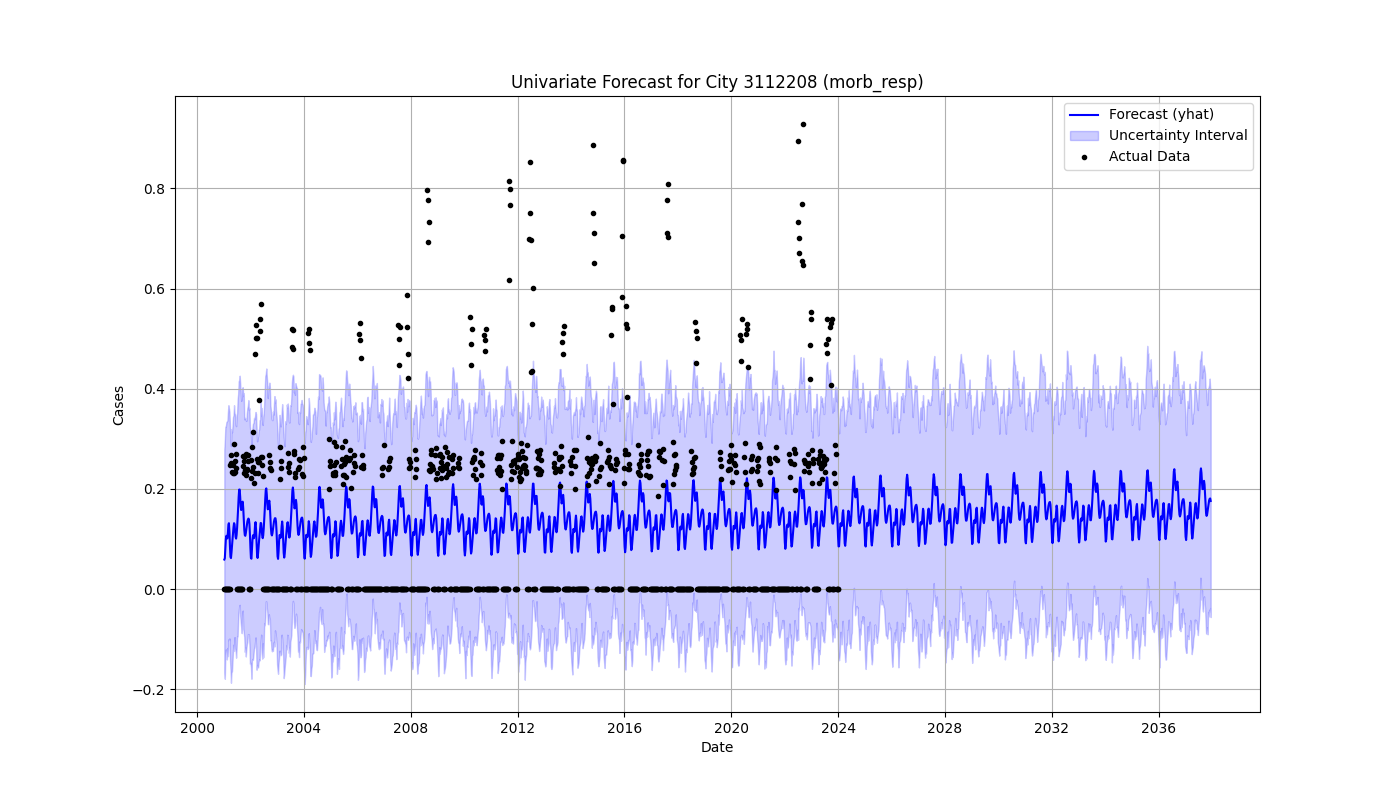 Univariate Forecast for City 3112208 (morb_resp)
Forecast (yhat)
Uncertainty Interval
Actual Data
Cases
0.8
0.6
0.4
0.2
0.0
−0.2
2000 2004 2008 2012 2016 2020 2024 2028 2032 2036
Date